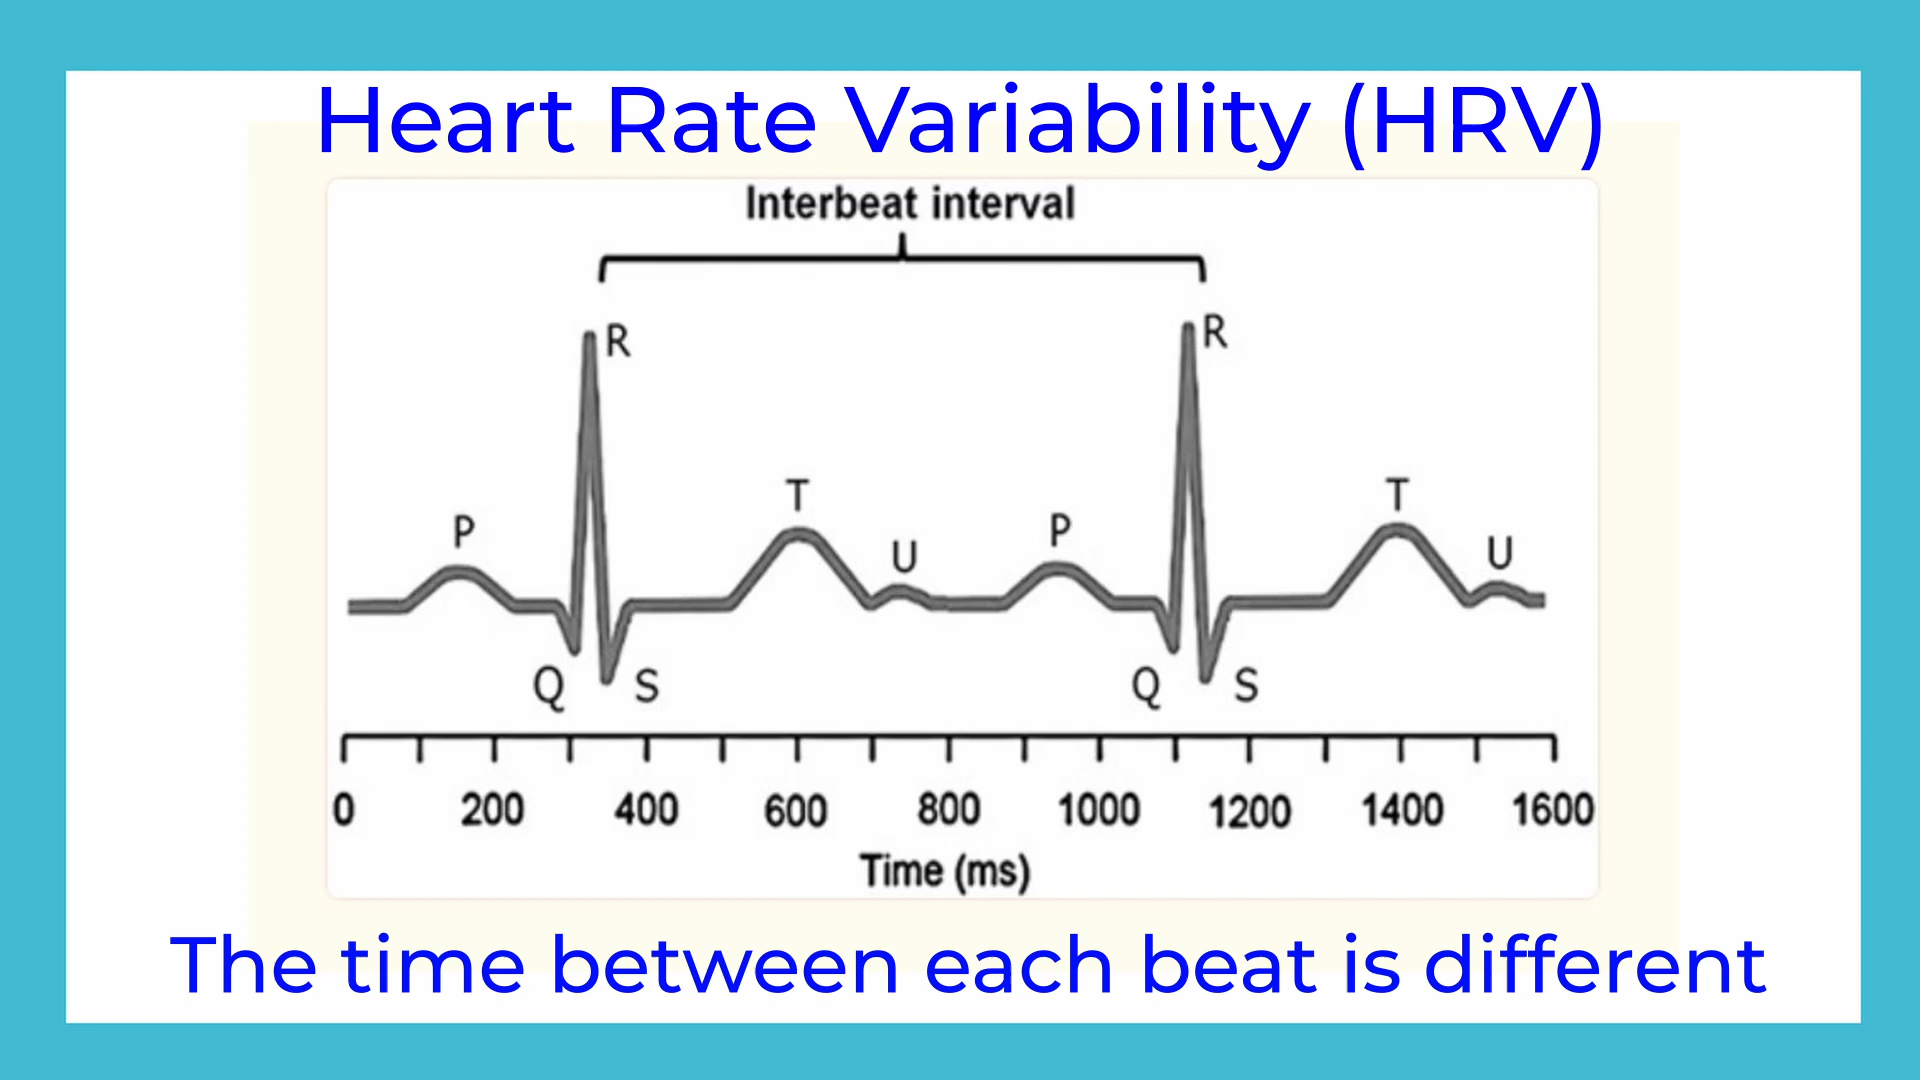 Heart Rate Variability (HRV)
Interbeat interval
R R
T T
P U P U
Q S Q S
0 200 400 600 800 1000 1200 1400 1600
Time (ms)
The time between each beat is different